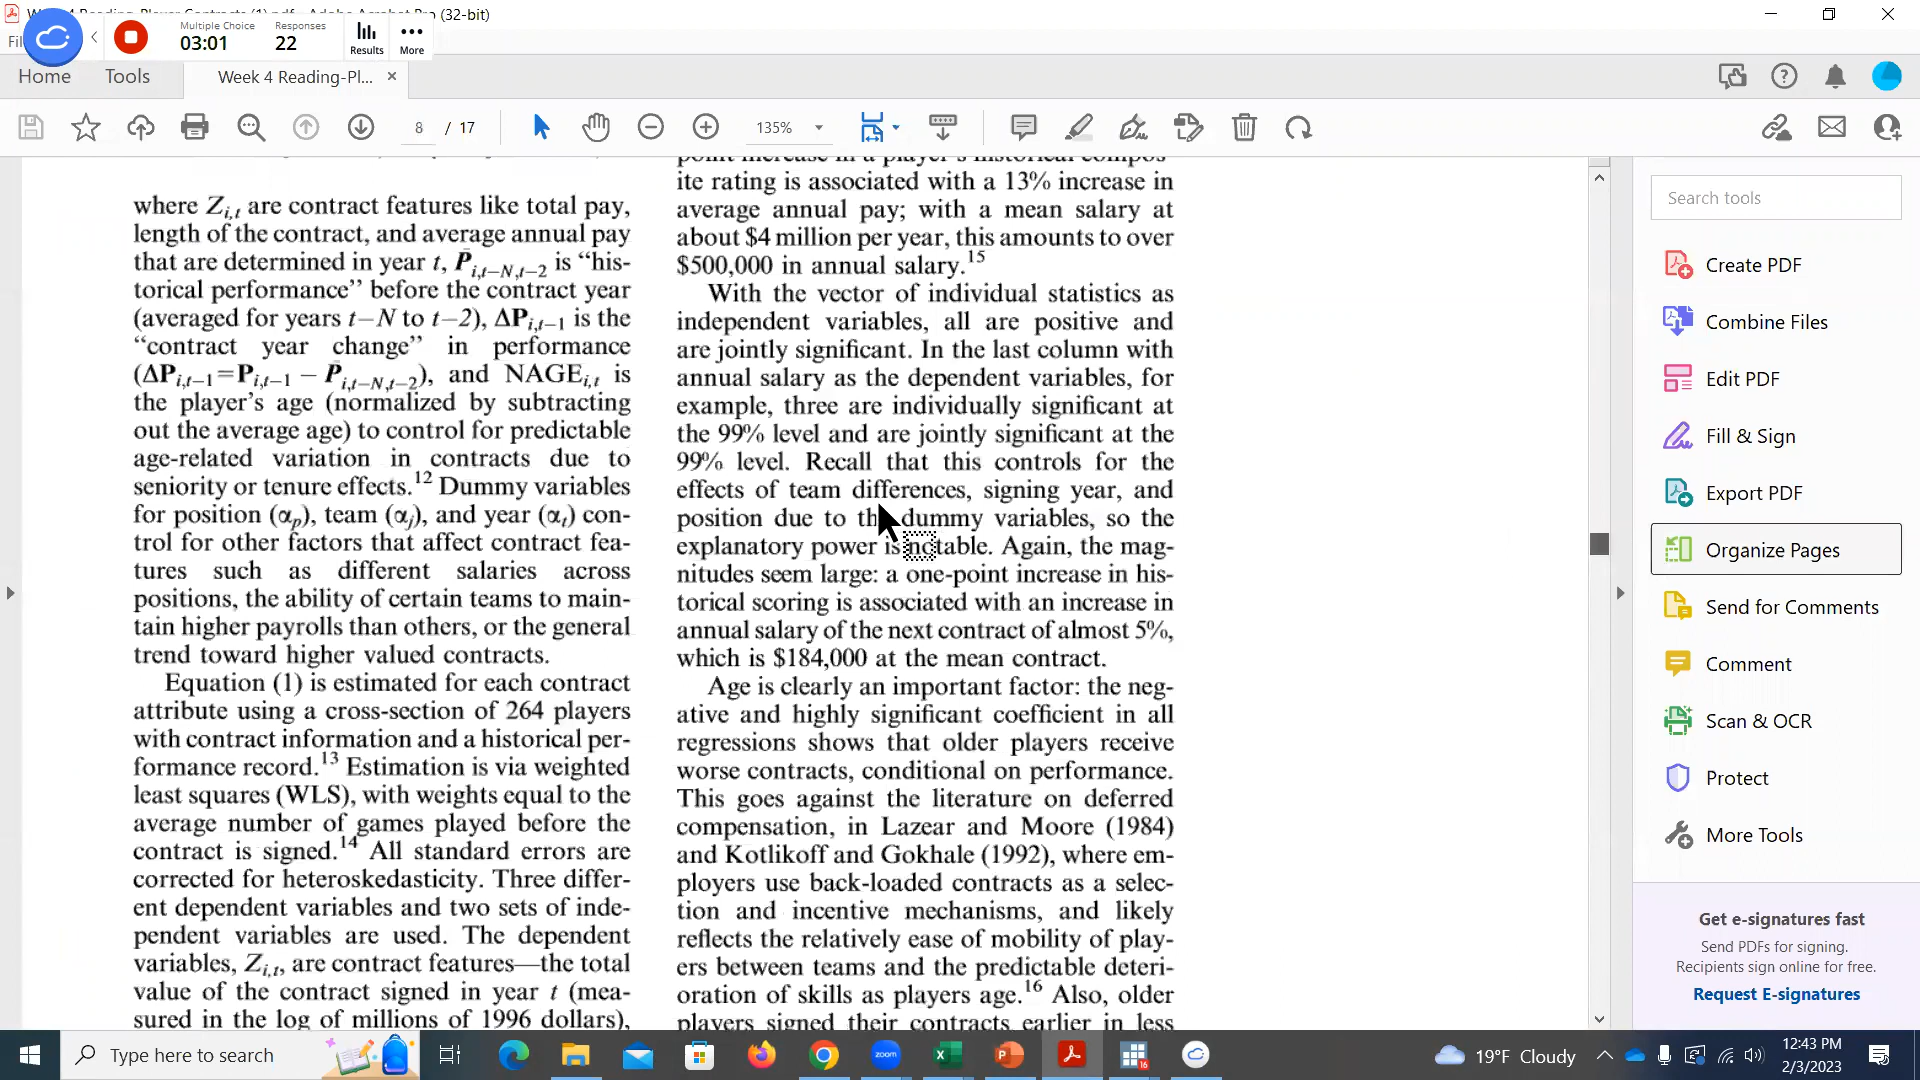 (32-bit)
Multiple Choice
03:01
Responses
22
Results
More
Home
Tools
Week 4 Reading-Pl... ×
8 / 17
135%
where Zi,t are contract features like total pay,
length of the contract, and average annual pay
that are determined in year t, P̄i,t−N,t−2 is “his-
torical performance” before the contract year
(averaged for years t−N to t−2), ΔPi,t−1 is the
“contract year change” in performance
(ΔPi,t−1=Pi,t−1 − P̄i,t−N,t−2), and NAGEi,t is
the player's age (normalized by subtracting
out the average age) to control for predictable
age-related variation in contracts due to
seniority or tenure effects.12 Dummy variables
for position (αp), team (αj), and year (αt) con-
trol for other factors that affect contract fea-
tures such as different salaries across
positions, the ability of certain teams to main-
tain higher payrolls than others, or the general
trend toward higher valued contracts.
Equation (1) is estimated for each contract
attribute using a cross-section of 264 players
with contract information and a historical per-
formance record.13 Estimation is via weighted
least squares (WLS), with weights equal to the
average number of games played before the
contract is signed.14 All standard errors are
corrected for heteroskedasticity. Three differ-
ent dependent variables and two sets of inde-
pendent variables are used. The dependent
variables, Zi,t, are contract features—the total
value of the contract signed in year t (mea-
sured in the log of millions of 1996 dollars),
point increase in a player's historical compos-
ite rating is associated with a 13% increase in
average annual pay; with a mean salary at
about $4 million per year, this amounts to over
$500,000 in annual salary.15
With the vector of individual statistics as
independent variables, all are positive and
are jointly significant. In the last column with
annual salary as the dependent variables, for
example, three are individually significant at
the 99% level and are jointly significant at the
99% level. Recall that this controls for the
effects of team differences, signing year, and
position due to the dummy variables, so the
explanatory power is notable. Again, the mag-
nitudes seem large: a one-point increase in his-
torical scoring is associated with an increase in
annual salary of the next contract of almost 5%,
which is $184,000 at the mean contract.
Age is clearly an important factor: the neg-
ative and highly significant coefficient in all
regressions shows that older players receive
worse contracts, conditional on performance.
This goes against the literature on deferred
compensation, in Lazear and Moore (1984)
and Kotlikoff and Gokhale (1992), where em-
ployers use back-loaded contracts as a selec-
tion and incentive mechanisms, and likely
reflects the relatively ease of mobility of play-
ers between teams and the predictable deteri-
oration of skills as players age.16 Also, older
players signed their contracts earlier in less
Search tools
Create PDF
Combine Files
Edit PDF
Fill & Sign
Export PDF
Organize Pages
Send for Comments
Comment
Scan & OCR
Protect
More Tools
Get e-signatures fast
Send PDFs for signing.
Recipients sign online for free.
Request E-signatures
Type here to search
zoom
16
19°F Cloudy
12:43 PM
2/3/2023